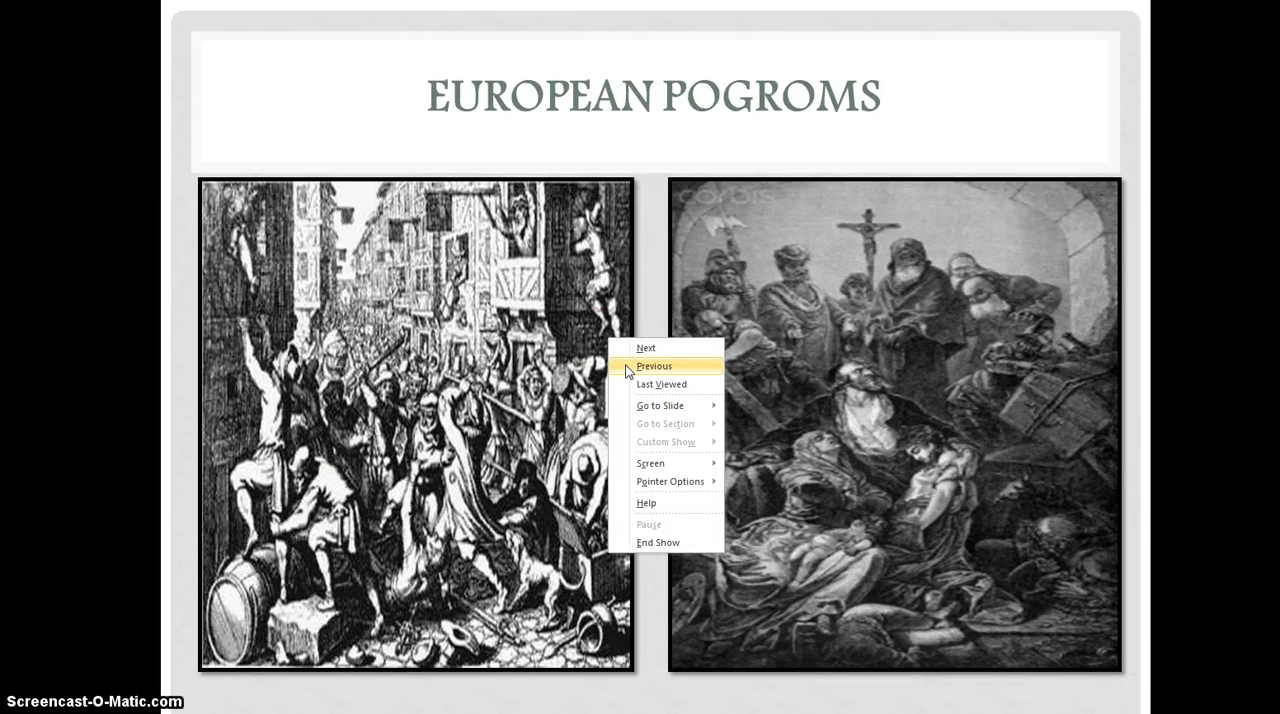 EUROPEAN POGROMS
corbis
Next
Previous
Last Viewed
Go to Slide
Go to Section
Custom Show
Screen
Pointer Options
Help
Pause
End Show
Screencast-O-Matic.com